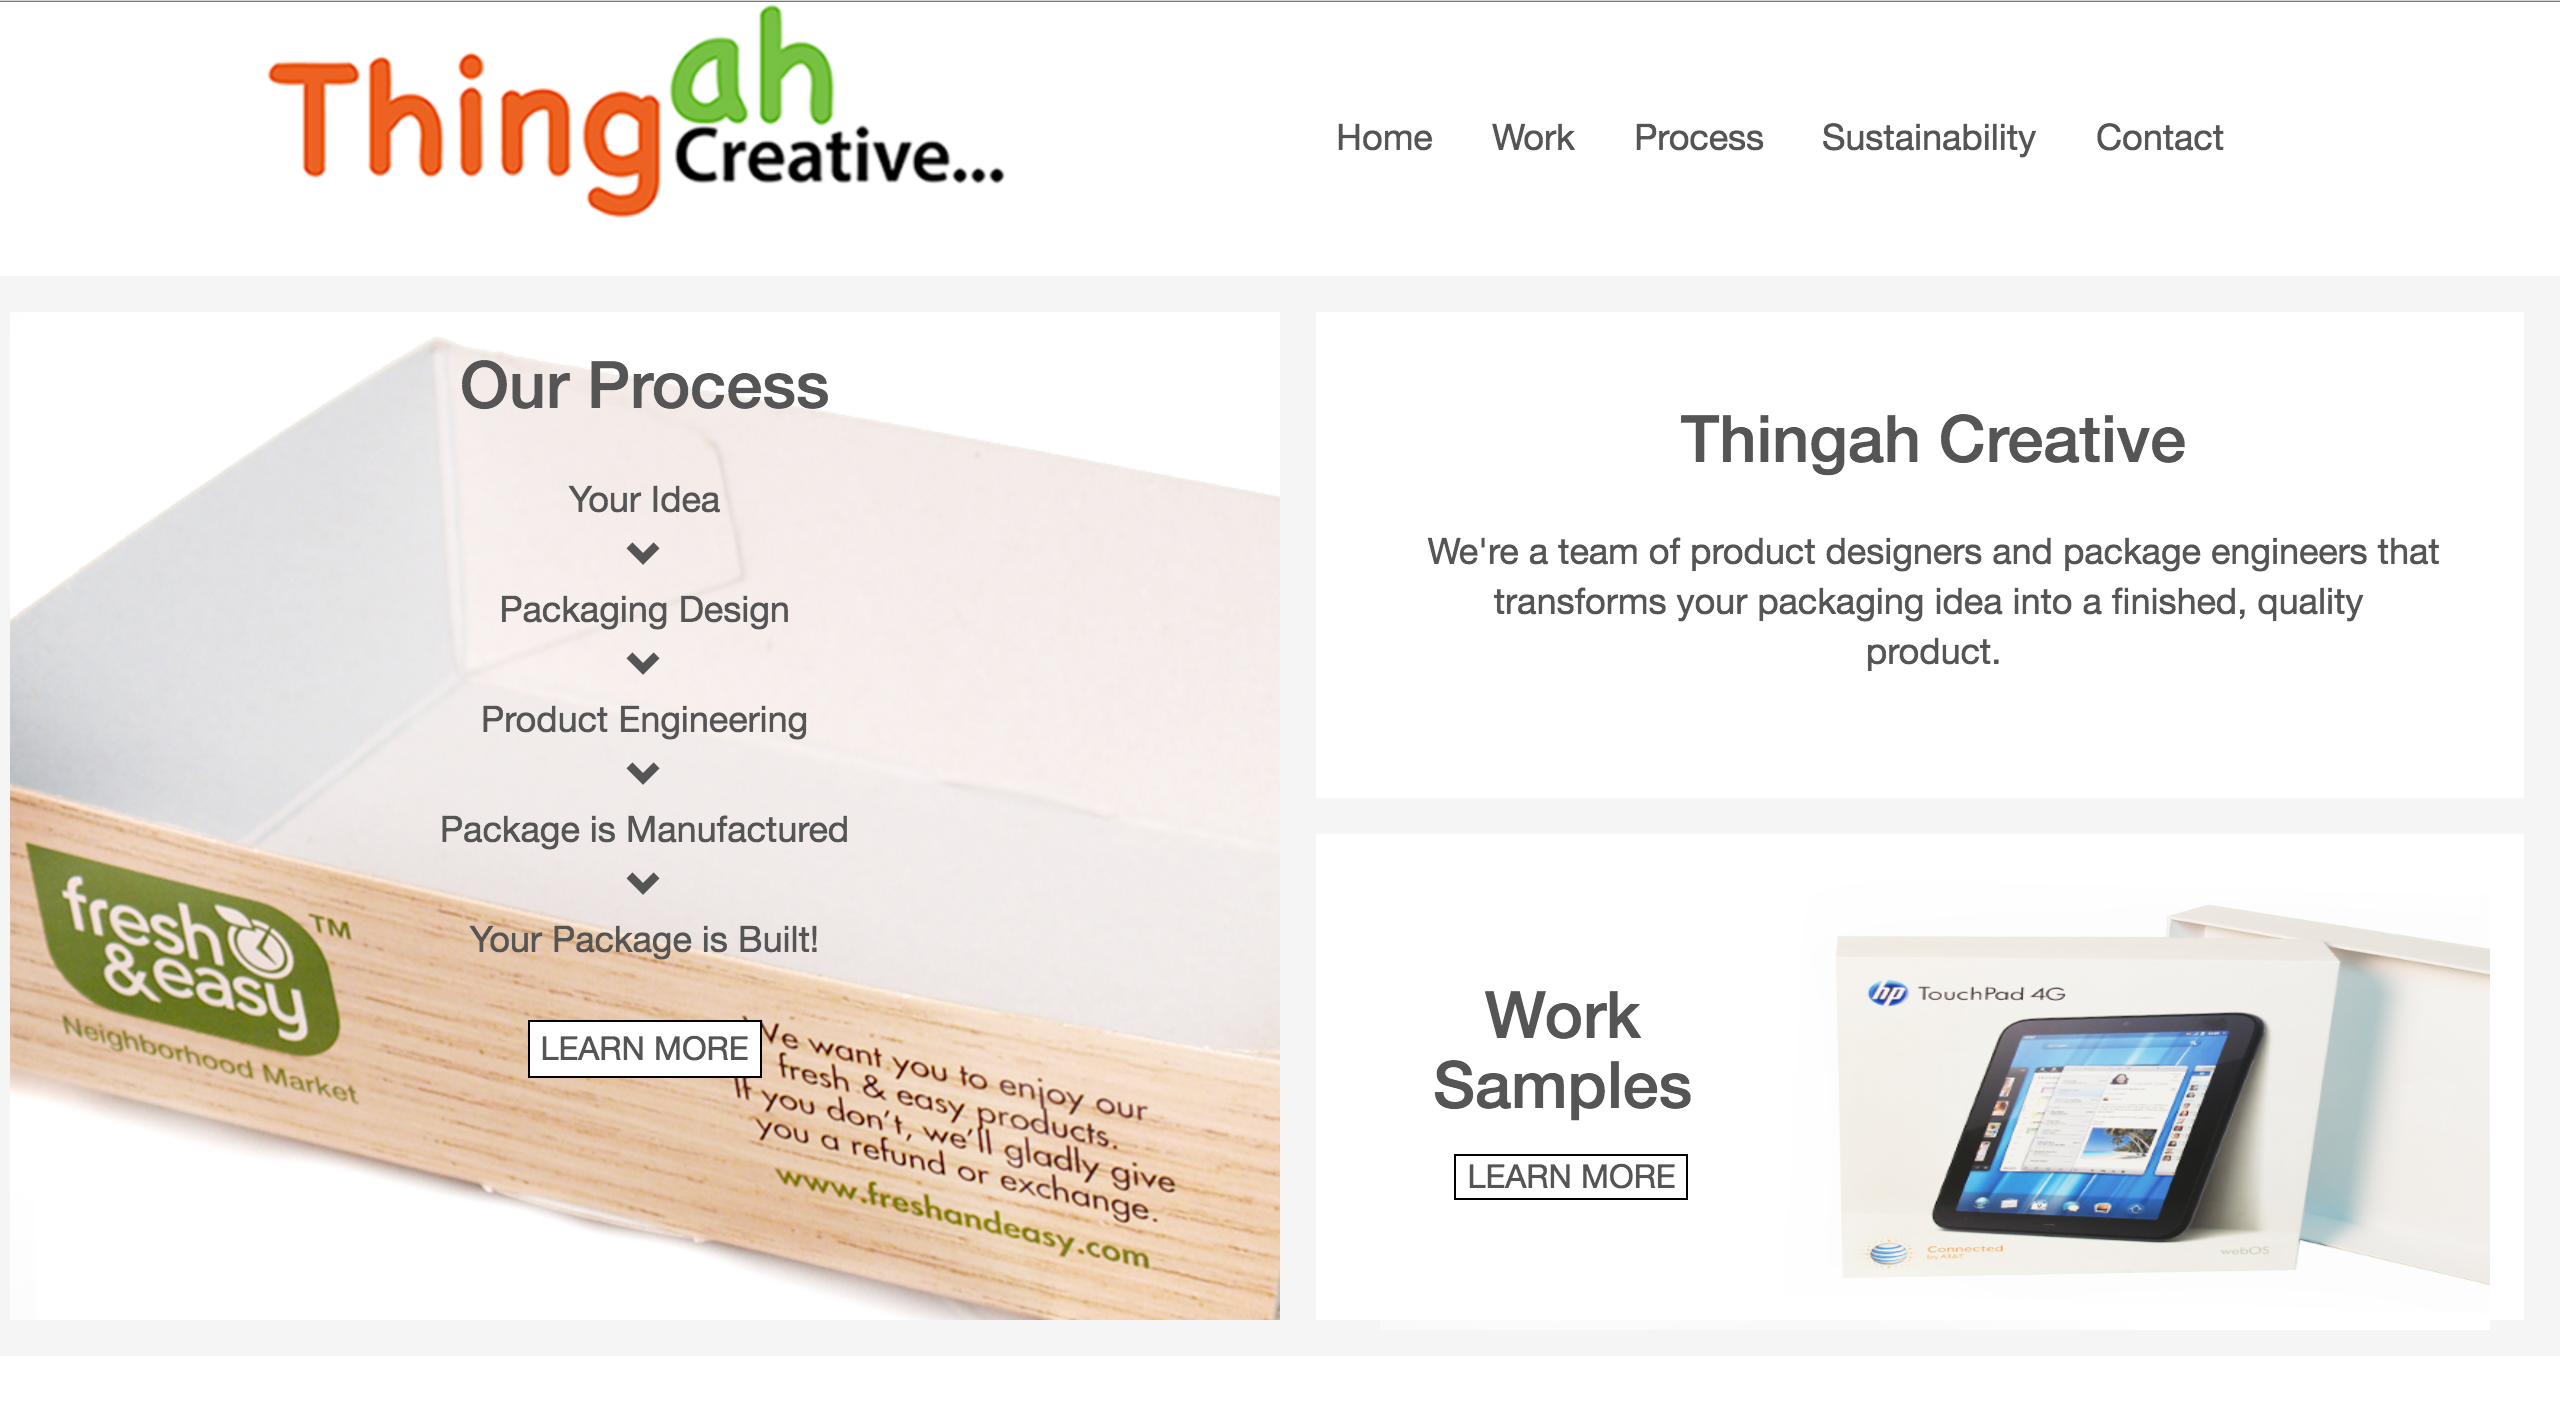 Thingah
Creative...
Home Work Process Sustainability Contact
Our Process
Your Idea
Packaging Design
Product Engineering
Package is Manufactured
Your Package is Built!
LEARN MORE
fresh
&easy
TM
Neighborhood Market
We want you to enjoy our
fresh & easy products.
If you don't, we'll gladly give
you a refund or exchange.
www.freshandeasy.com
Thingah Creative
We're a team of product designers and package engineers that
transforms your packaging idea into a finished, quality
product.
Work
Samples
LEARN MORE
hp TouchPad 4G
Connected
by AT&T
webOS